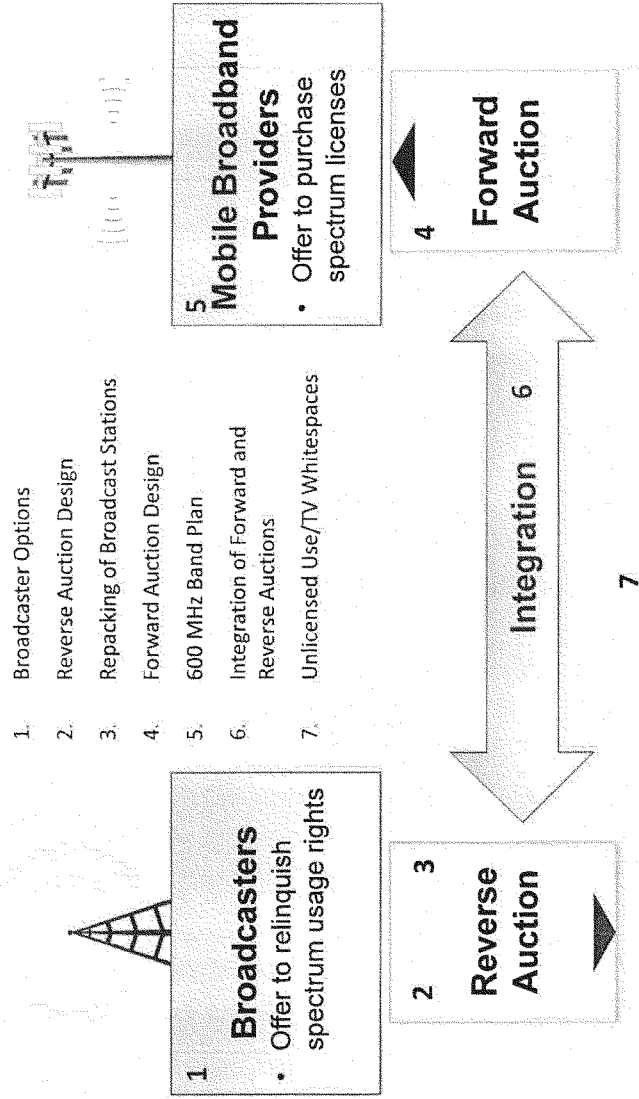 1. Broadcaster Options
2. Reverse Auction Design
3. Repacking of Broadcast Stations
4. Forward Auction Design
5. 600 MHz Band Plan
6. Integration of Forward and
Reverse Auctions
7. Unlicensed Use/TV Whitespaces
1
Broadcasters
• Offer to relinquish
spectrum usage rights
5
Mobile Broadband
Providers
• Offer to purchase
spectrum licenses
2 3
Reverse
Auction
Integration 6
4
Forward
Auction
7